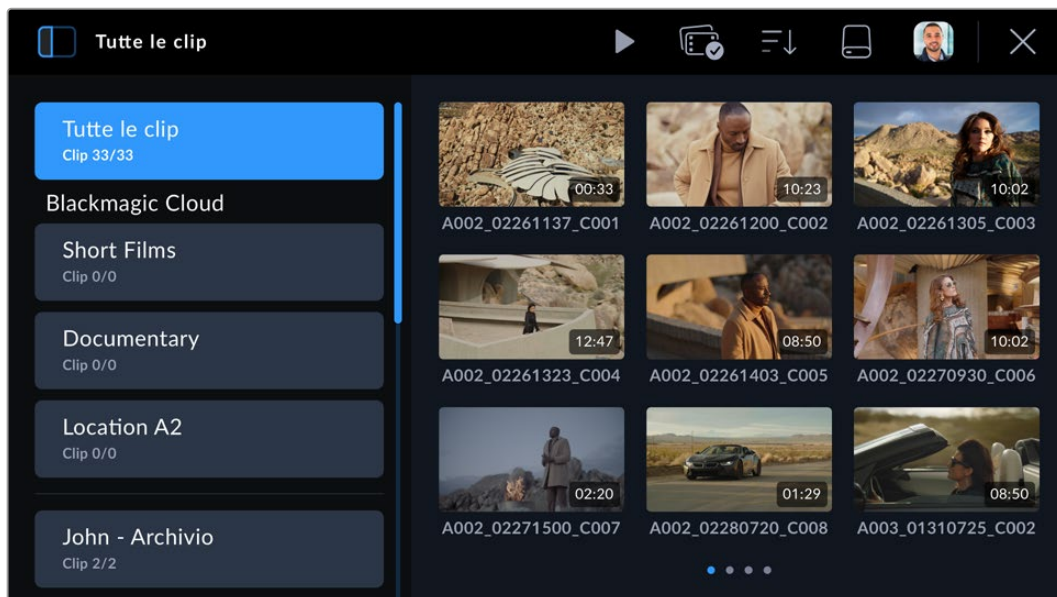 Tutte le clip
Tutte le clip
Clip 33/33
Blackmagic Cloud
Short Films
Clip 0/0
Documentary
Clip 0/0
Location A2
Clip 0/0
John - Archivio
Clip 2/2
00:33
10:23
10:02
A002_02261137_C001
A002_02261200_C002
A002_02261305_C003
12:47
08:50
10:02
A002_02261323_C004
A002_02261403_C005
A002_02270930_C006
02:20
01:29
08:50
A002_02271500_C007
A002_02280720_C008
A003_01310725_C002